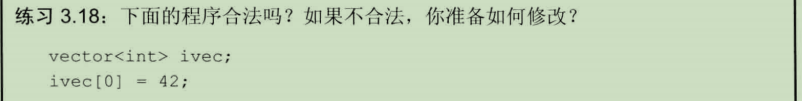 练习 3.18：下面的程序合法吗？如果不合法，你准备如何修改？
vector<int> ivec;
ivec[0] = 42;